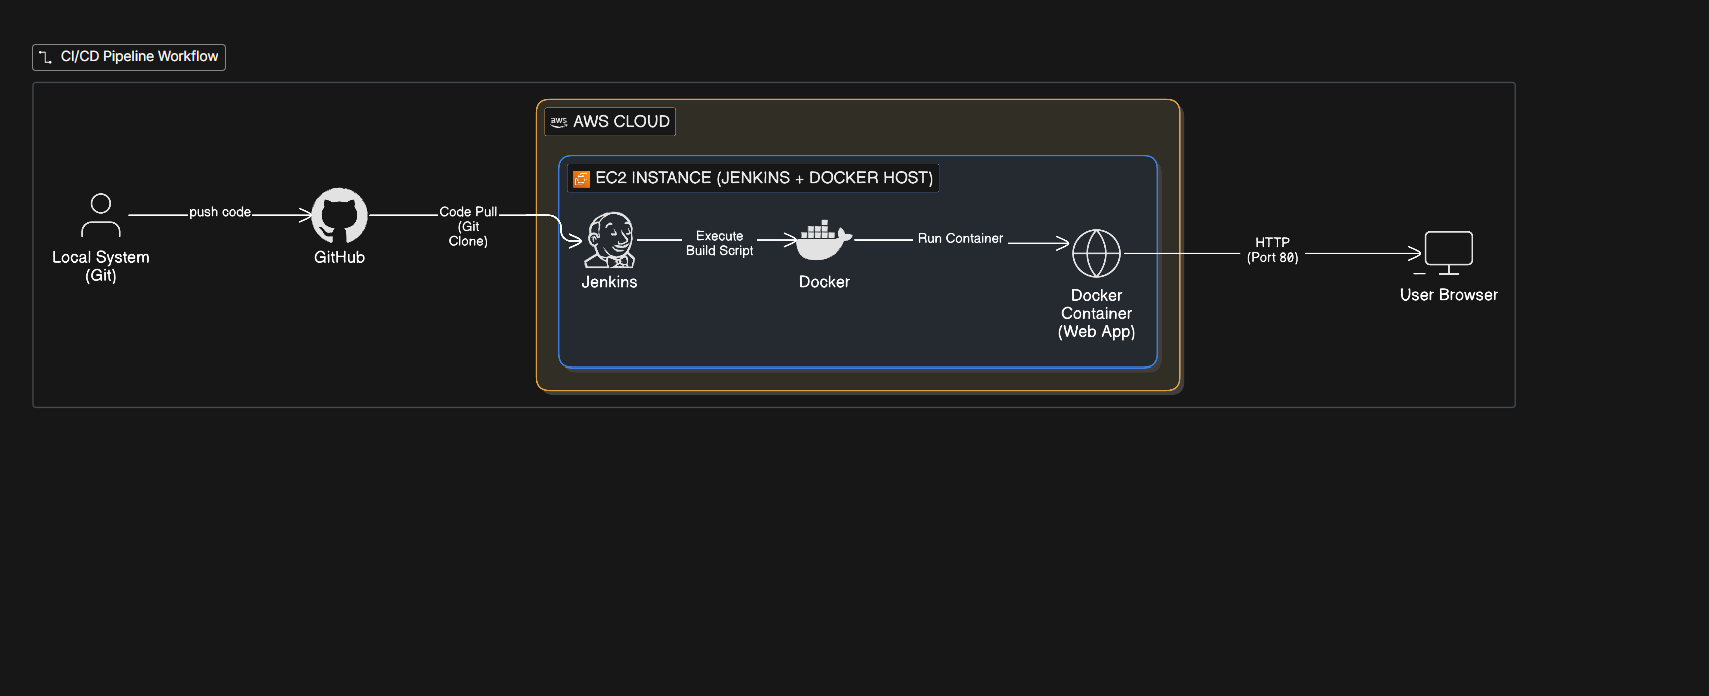 CI/CD Pipeline Workflow
aws AWS CLOUD
EC2 INSTANCE (JENKINS + DOCKER HOST)
Local System
(Git)
push code
GitHub
Code Pull
(Git
Clone)
Jenkins
Execute
Build Script
Docker
Run Container
Docker
Container
(Web App)
HTTP
(Port 80)
User Browser